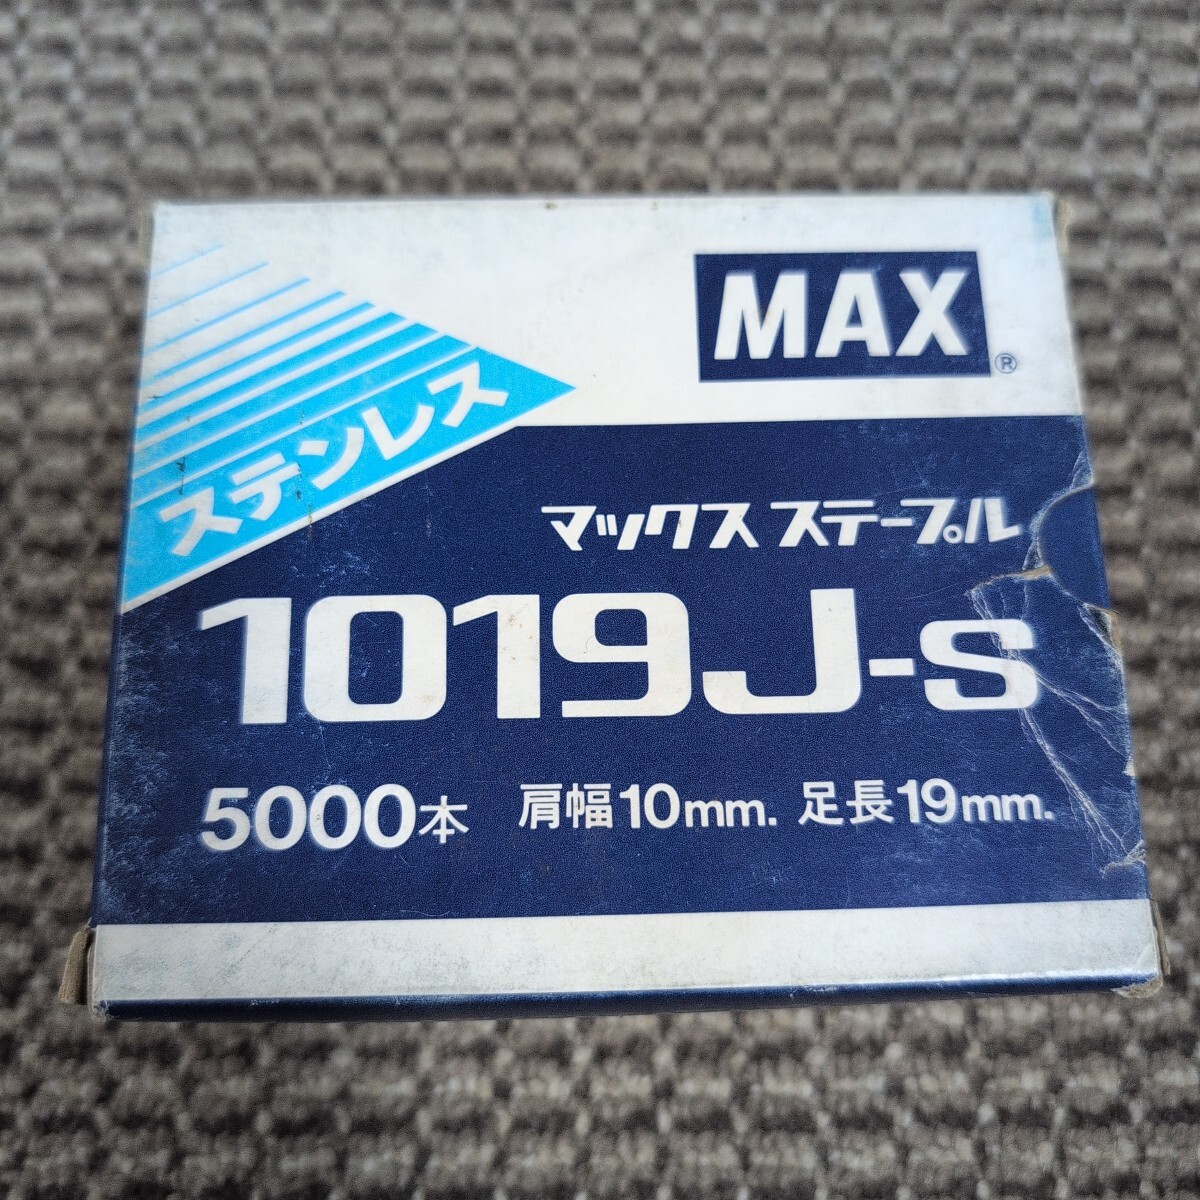 MAX®
ステンレス
マックス ステープル
1019J-S
5000本 肩幅10mm. 足長19mm.